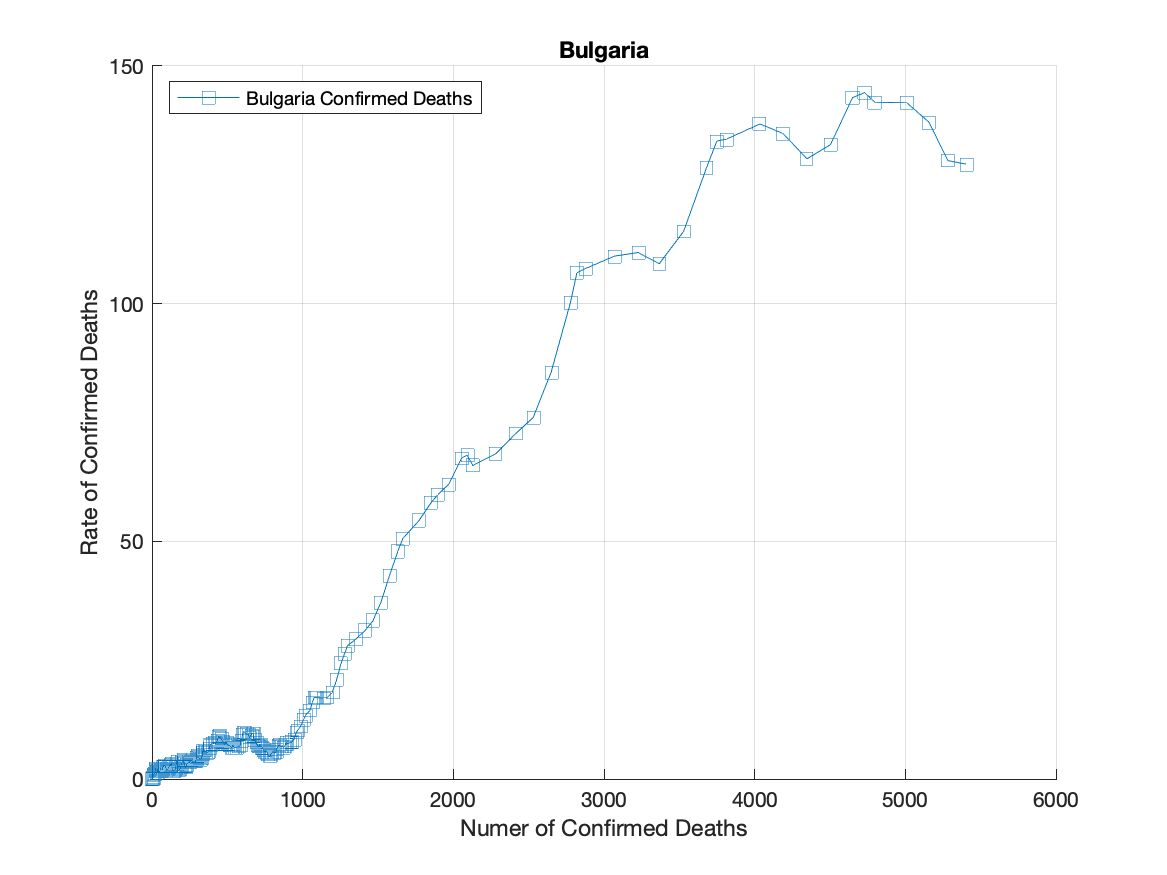 Bulgaria
150
Bulgaria Confirmed Deaths
100
50
0
Rate of Confirmed Deaths
0 1000 2000 3000 4000 5000 6000
Numer of Confirmed Deaths